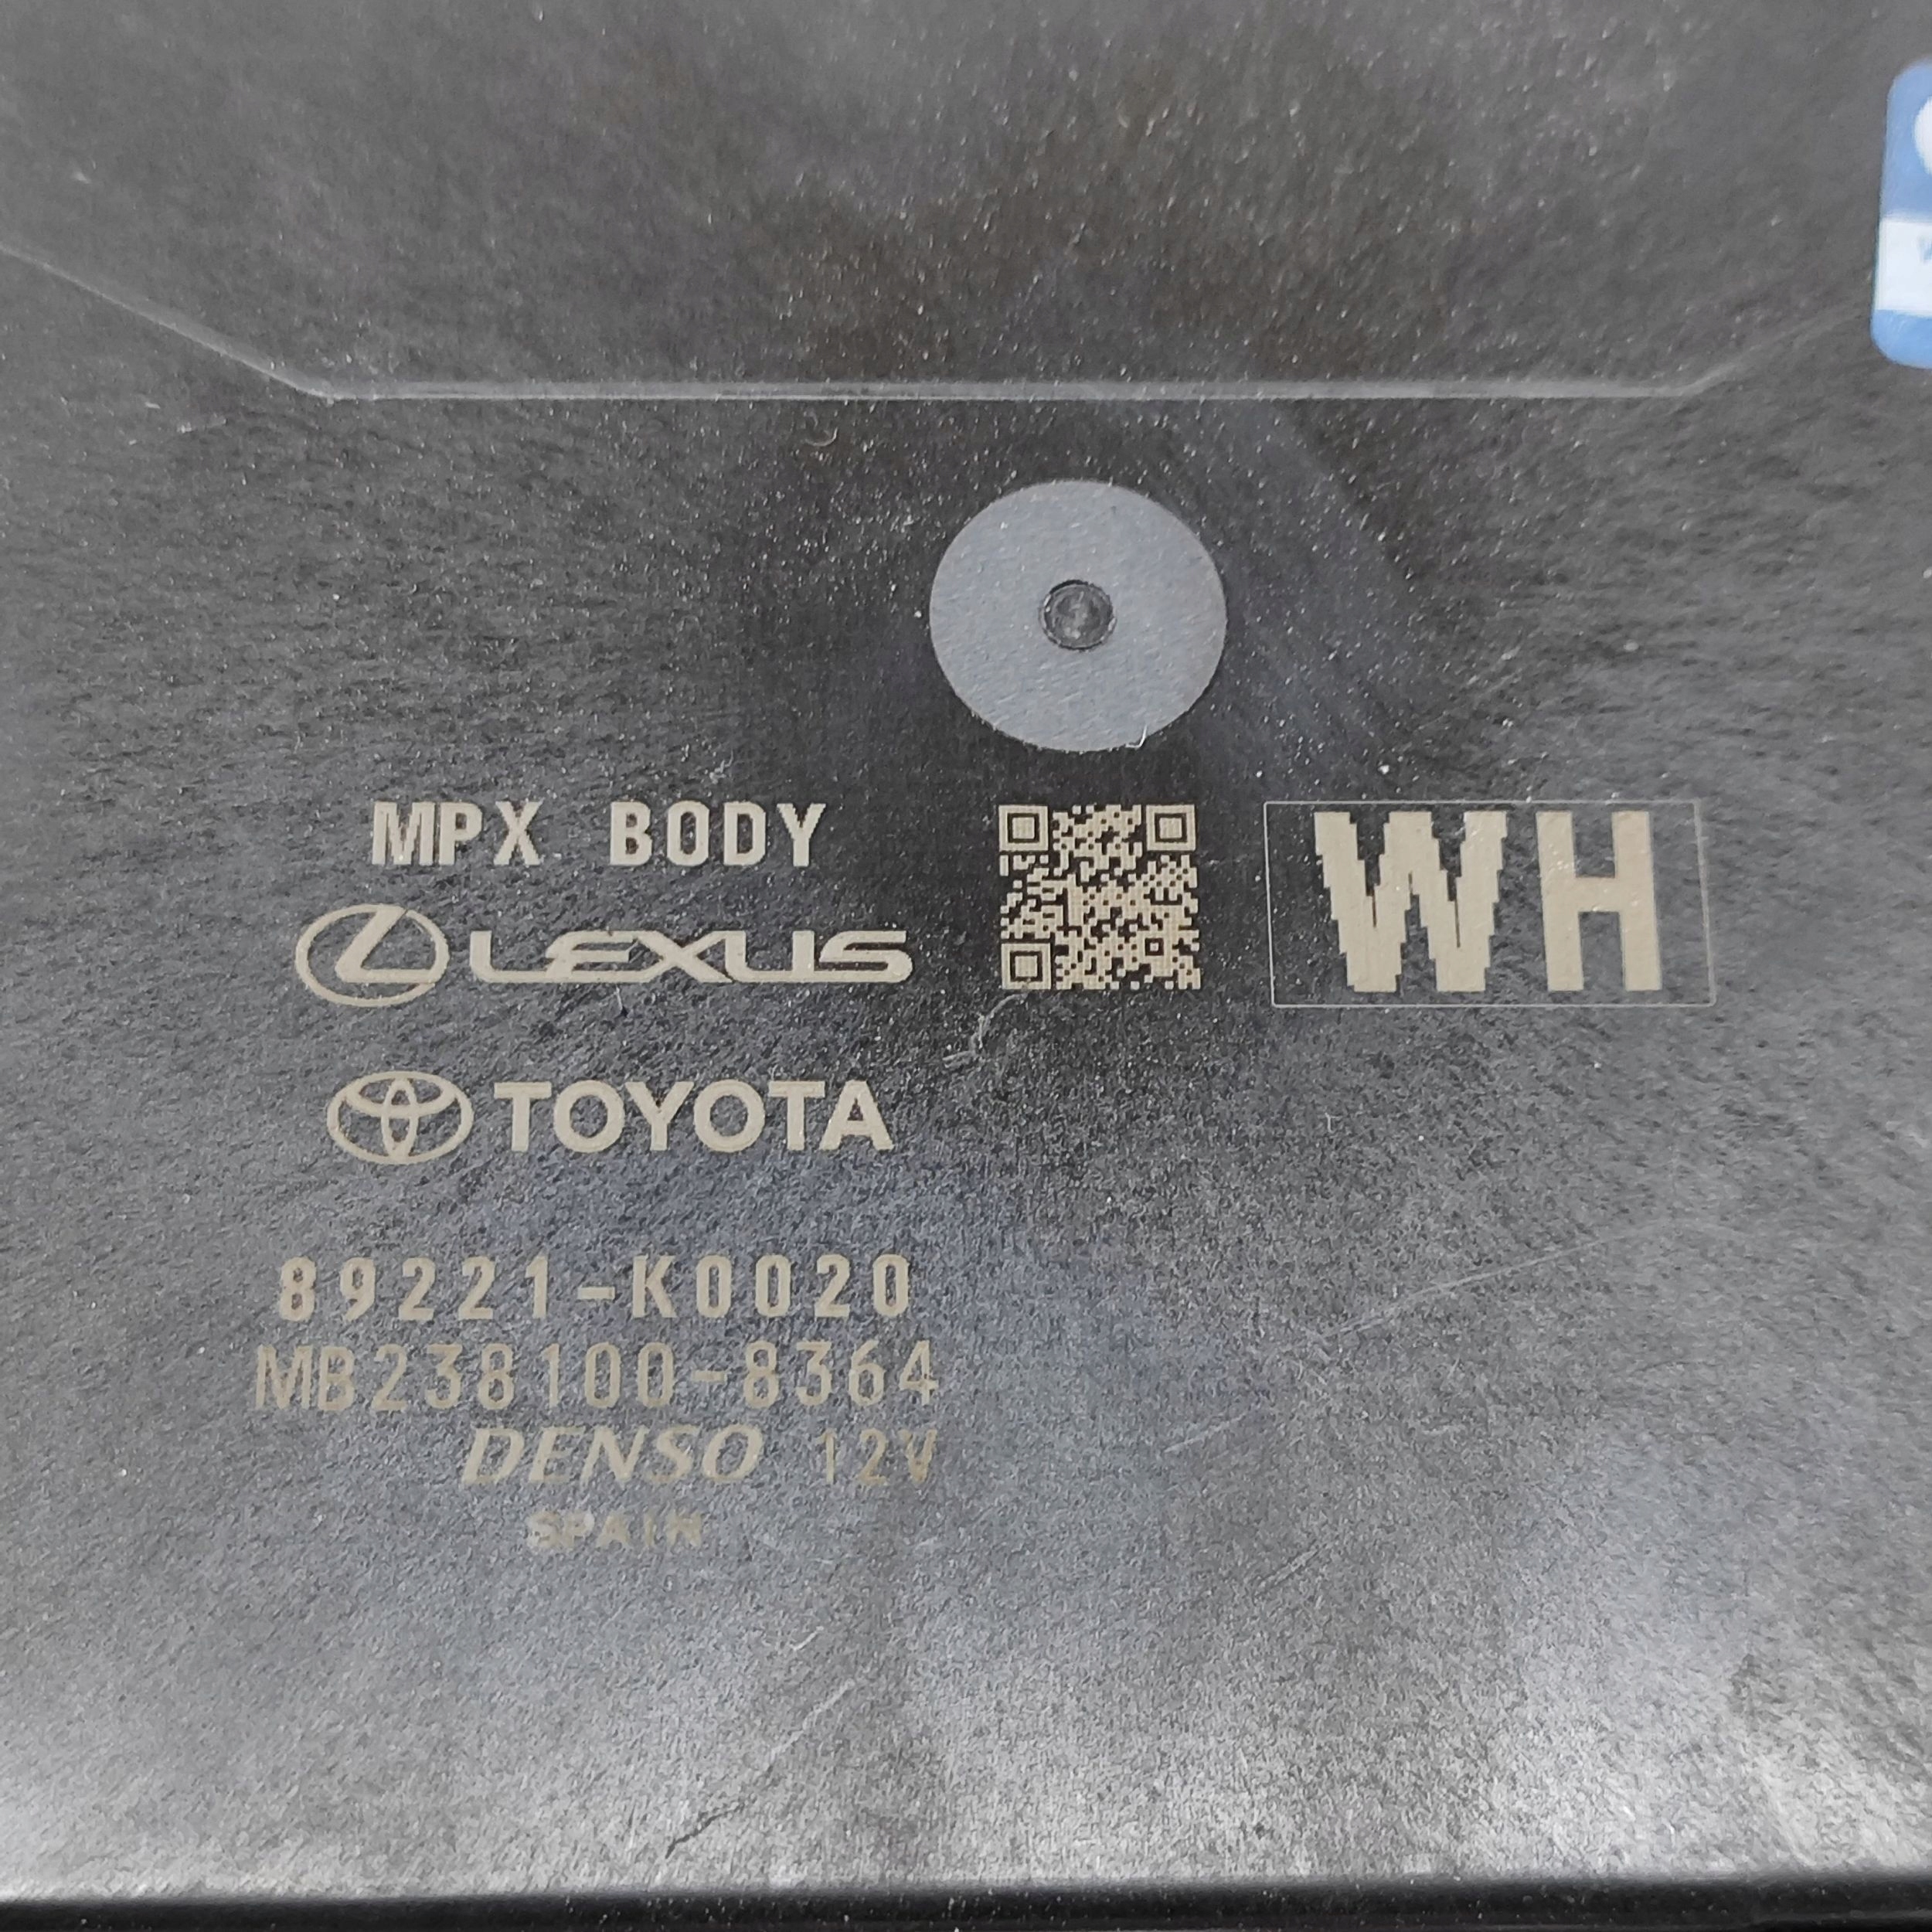 MPX BODY
LEXUS
WH
TOYOTA
89221-K0020
MB238100-8364
DENSO 12V
SPAIN